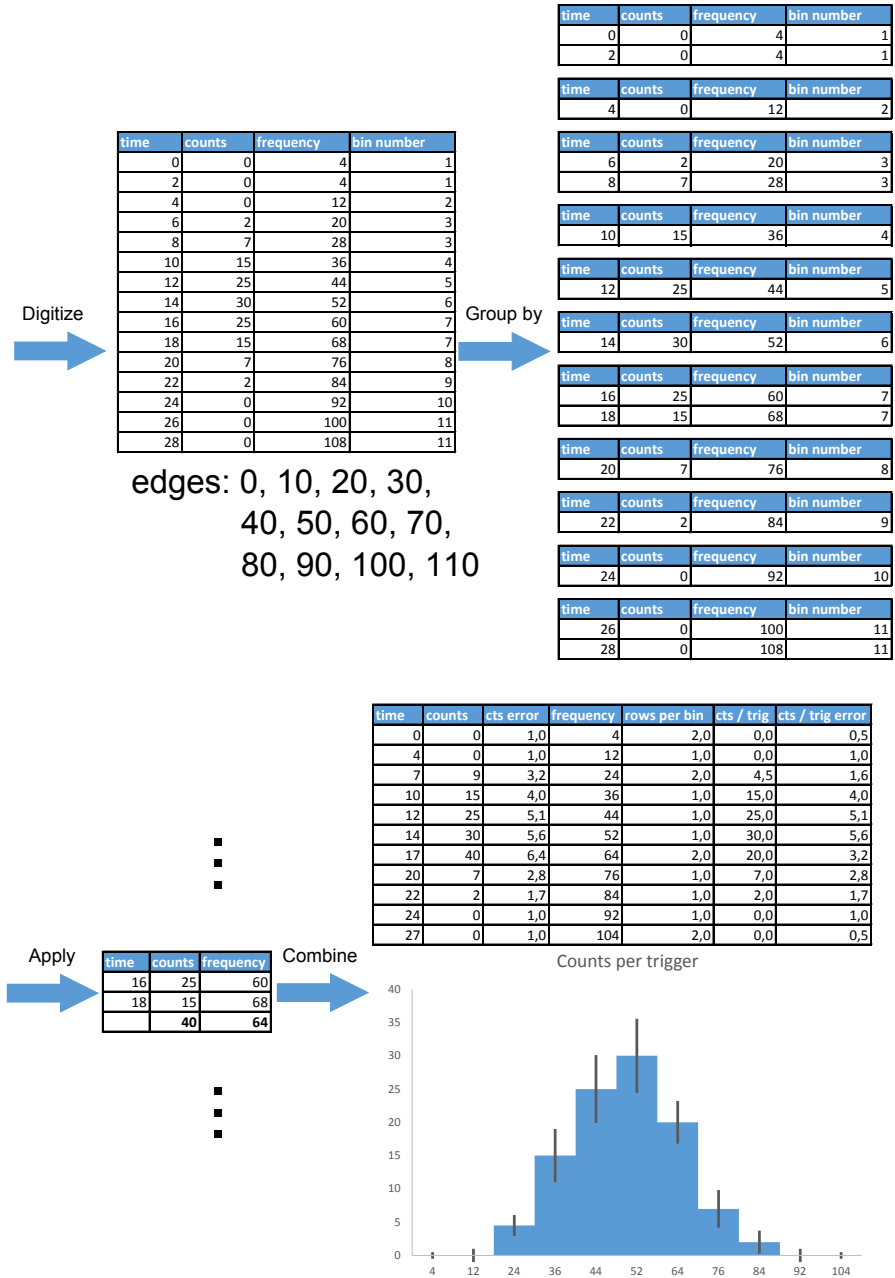 Digitize
time counts frequency bin number
0 0 4 1
2 0 4 1
4 0 12 2
6 2 20 3
8 7 28 3
10 15 36 4
12 25 44 5
14 30 52 6
16 25 60 7
18 15 68 7
20 7 76 8
22 2 84 9
24 0 92 10
26 0 100 11
28 0 108 11
edges: 0, 10, 20, 30,
40, 50, 60, 70,
80, 90, 100, 110
Group by
time counts frequency bin number
0 0 4 1
2 0 4 1
time counts frequency bin number
4 0 12 2
time counts frequency bin number
6 2 20 3
8 7 28 3
time counts frequency bin number
10 15 36 4
time counts frequency bin number
12 25 44 5
time counts frequency bin number
14 30 52 6
time counts frequency bin number
16 25 60 7
18 15 68 7
time counts frequency bin number
20 7 76 8
time counts frequency bin number
22 2 84 9
time counts frequency bin number
24 0 92 10
time counts frequency bin number
26 0 100 11
28 0 108 11
Apply
time counts frequency
16 25 60
18 15 68
40 64
Combine
time counts cts error frequency rows per bin cts / trig cts / trig error
0 0 1,0 4 2,0 0,0 0,5
4 0 1,0 12 1,0 0,0 1,0
7 9 3,2 24 2,0 4,5 1,6
10 15 4,0 36 1,0 15,0 4,0
12 25 5,1 44 1,0 25,0 5,1
14 30 5,6 52 1,0 30,0 5,6
17 40 6,4 64 2,0 20,0 3,2
20 7 2,8 76 1,0 7,0 2,8
22 2 1,7 84 1,0 2,0 1,7
24 0 1,0 92 1,0 0,0 1,0
27 0 1,0 104 2,0 0,0 0,5
Counts per trigger
40
35
30
25
20
15
10
5
0
4 12 24 36 44 52 64 76 84 92 104